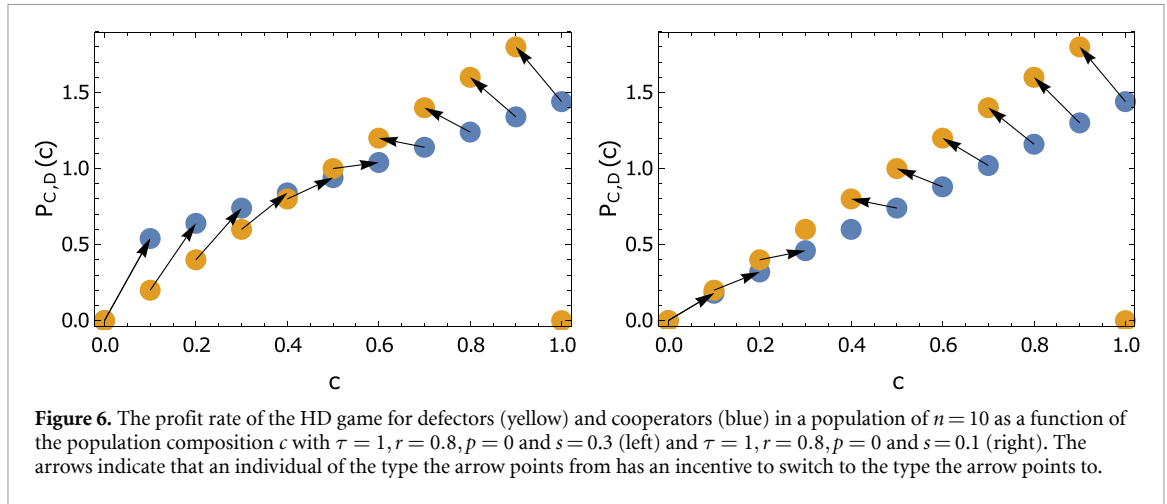 P_{C,D}(c)
1.5
1.0
0.5
0.0
0.0 0.2 0.4 0.6 0.8 1.0
c
P_{C,D}(c)
1.5
1.0
0.5
0.0
0.0 0.2 0.4 0.6 0.8 1.0
c
Figure 6. The profit rate of the HD game for defectors (yellow) and cooperators (blue) in a population of n = 10 as a function of
the population composition c with τ = 1, r = 0.8, p = 0 and s = 0.3 (left) and τ = 1, r = 0.8, p = 0 and s = 0.1 (right). The
arrows indicate that an individual of the type the arrow points from has an incentive to switch to the type the arrow points to.